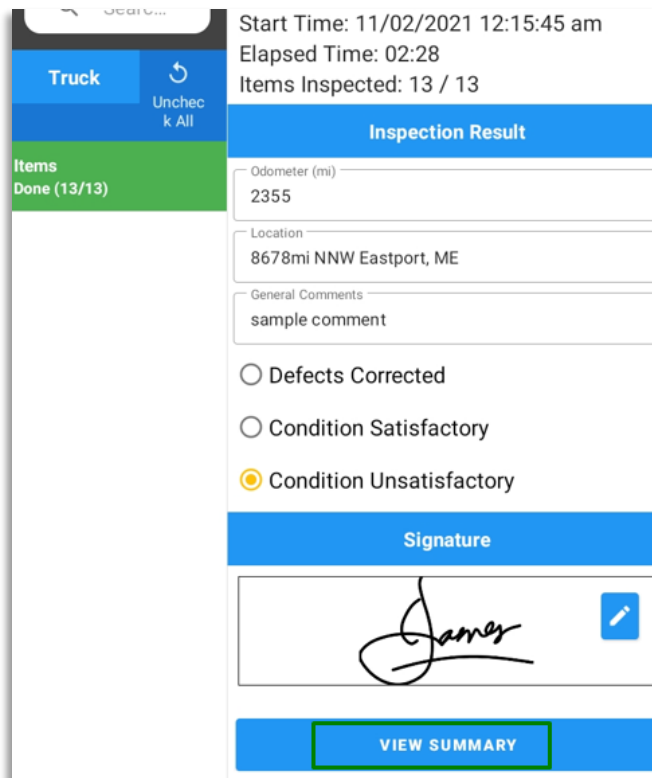 Search...
Truck
Unchec
k All
Items
Done (13/13)
Start Time: 11/02/2021 12:15:45 am
Elapsed Time: 02:28
Items Inspected: 13 / 13
Inspection Result
Odometer (mi)
2355
Location
8678mi NNW Eastport, ME
General Comments
sample comment
Defects Corrected
Condition Satisfactory
Condition Unsatisfactory
Signature
James
VIEW SUMMARY